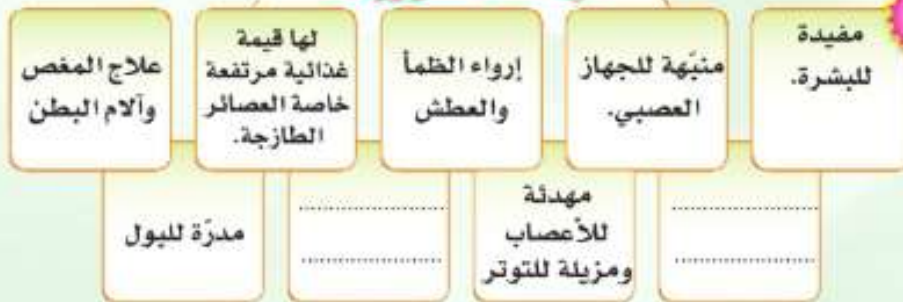 مفيدة
للبشرة.
منبّهة للجهاز
العصبي.
إرواء الظمأ
والعطش
لها قيمة
غذائية مرتفعة
خاصة العصائر
الطازجة.
علاج المغص
وآلام البطن
....................
....................
مهدئة
للأعصاب
ومزيلة للتوتر
....................
....................
مدرّة للبول